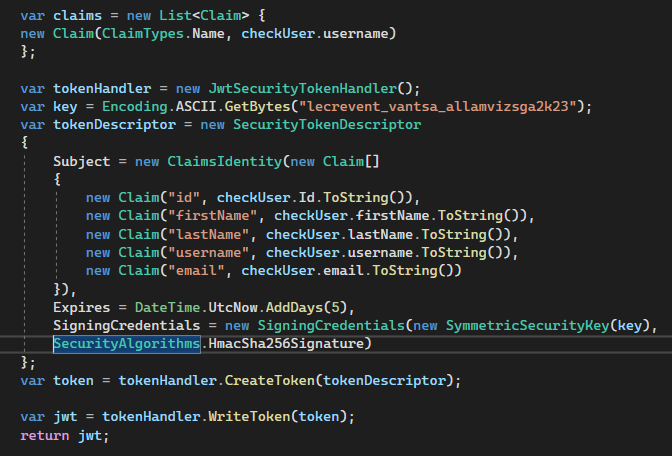 var claims = new List<Claim> {
new Claim(ClaimTypes.Name, checkUser.username)
};
var tokenHandler = new JwtSecurityTokenHandler();
var key = Encoding.ASCII.GetBytes("lecrevent_vantsa_allamvizsga2k23");
var tokenDescriptor = new SecurityTokenDescriptor
{
Subject = new ClaimsIdentity(new Claim[]
{
new Claim("id", checkUser.Id.ToString()),
new Claim("firstName", checkUser.firstName.ToString()),
new Claim("lastName", checkUser.lastName.ToString()),
new Claim("username", checkUser.username.ToString()),
new Claim("email", checkUser.email.ToString())
}),
Expires = DateTime.UtcNow.AddDays(5),
SigningCredentials = new SigningCredentials(new SymmetricSecurityKey(key),
SecurityAlgorithms.HmacSha256Signature)
};
var token = tokenHandler.CreateToken(tokenDescriptor);
var jwt = tokenHandler.WriteToken(token);
return jwt;